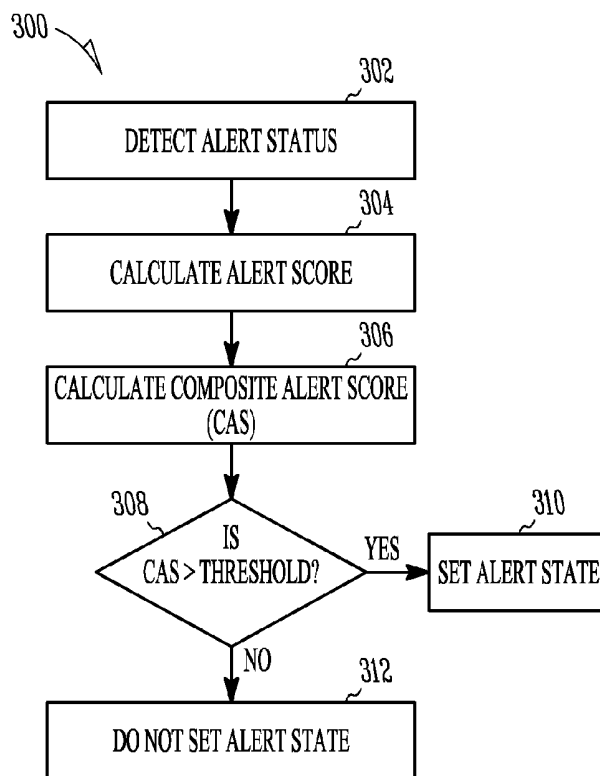 300
302
DETECT ALERT STATUS
304
CALCULATE ALERT SCORE
306
CALCULATE COMPOSITE ALERT SCORE
(CAS)
308
IS
CAS > THRESHOLD?
YES
310
SET ALERT STATE
NO
312
DO NOT SET ALERT STATE